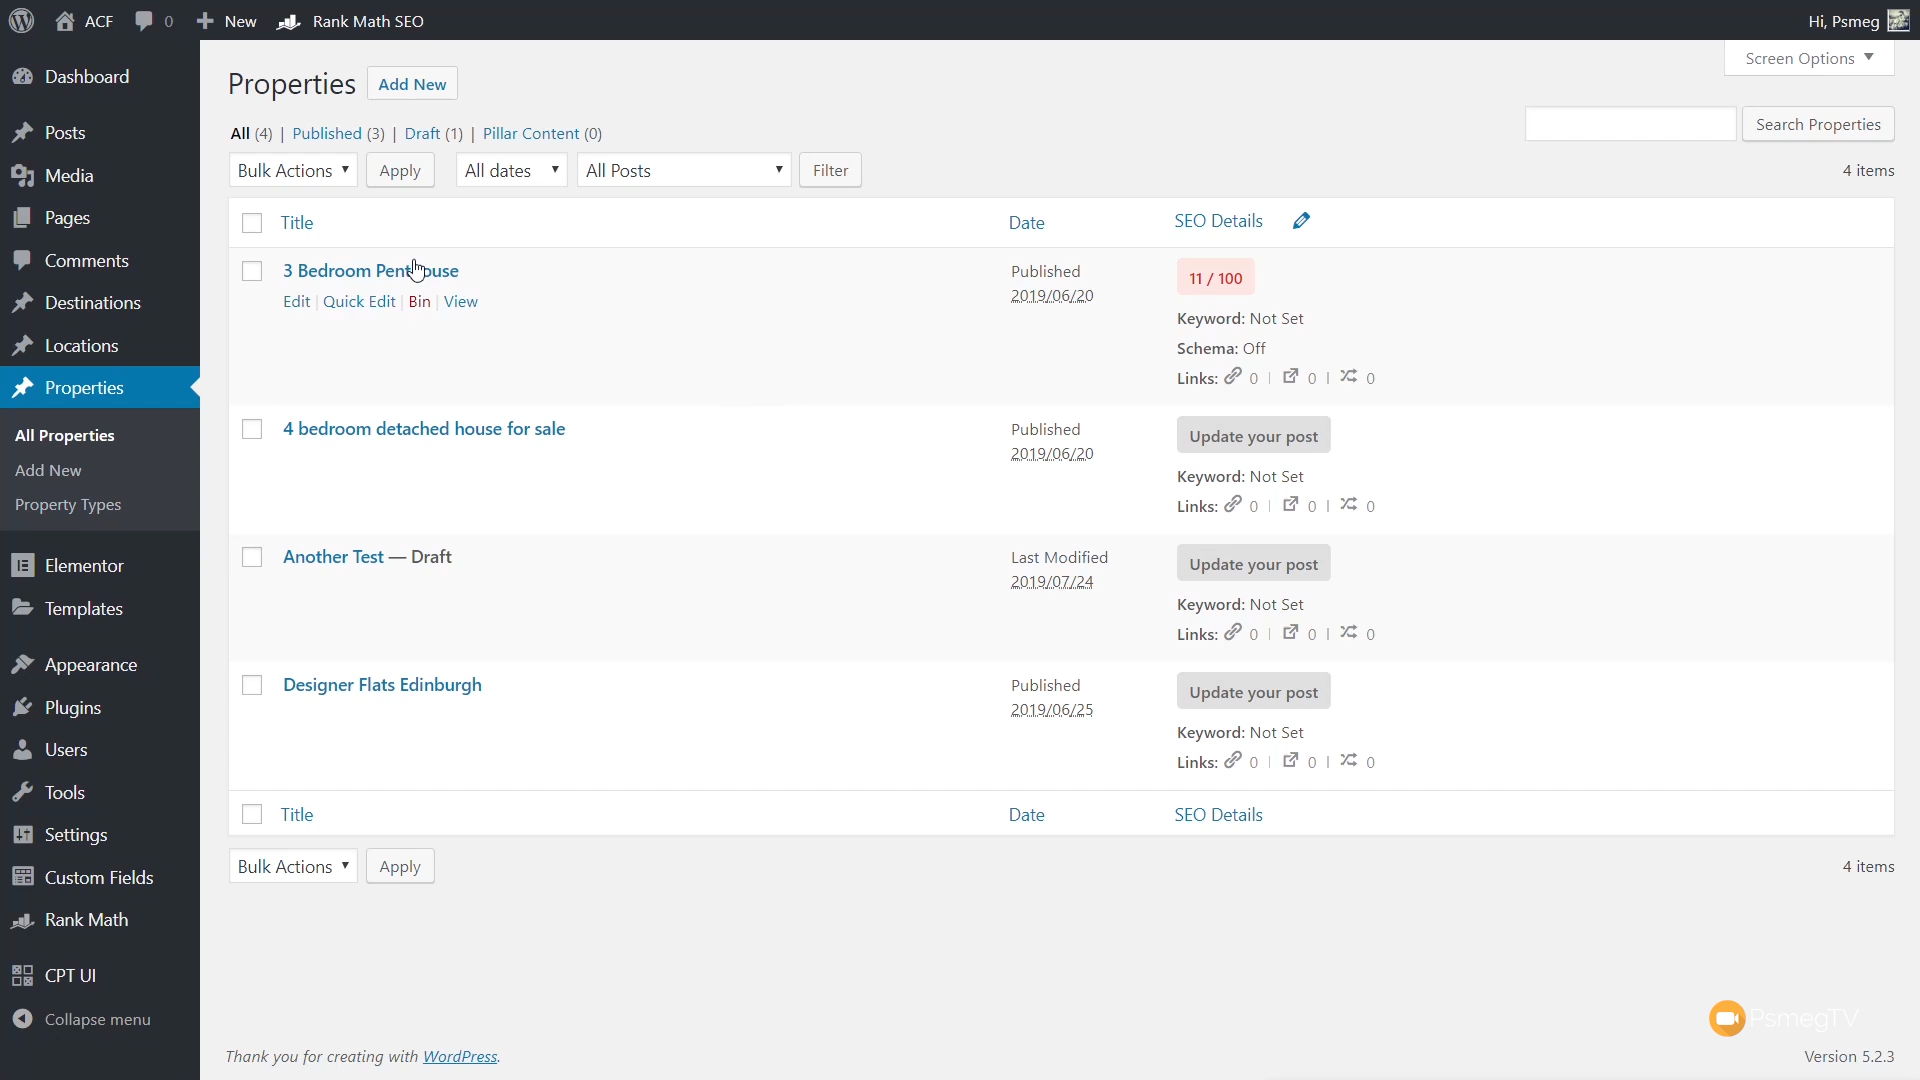 ACF 0 New Rank Math SEO Hi, Psmeg
Screen Options
Dashboard
Posts
Media
Pages
Comments
Destinations
Locations
Properties
All Properties
Add New
Property Types
Elementor
Templates
Appearance
Plugins
Users
Tools
Settings
Custom Fields
Rank Math
CPT UI
Collapse menu
Properties Add New
All (4) | Published (3) | Draft (1) | Pillar Content (0)
Search Properties
Bulk Actions Apply All dates All Posts Filter 4 items
Title Date SEO Details
3 Bedroom Penthouse
Edit | Quick Edit | Bin | View
Published
2019/06/20
11 / 100
Keyword: Not Set
Schema: Off
Links: 0 | 0 | 0
4 bedroom detached house for sale
Published
2019/06/20
Update your post
Keyword: Not Set
Links: 0 | 0 | 0
Another Test — Draft
Last Modified
2019/07/24
Update your post
Keyword: Not Set
Links: 0 | 0 | 0
Designer Flats Edinburgh
Published
2019/06/25
Update your post
Keyword: Not Set
Links: 0 | 0 | 0
Title Date SEO Details
Bulk Actions Apply 4 items
PsmegTV
Thank you for creating with WordPress. Version 5.2.3